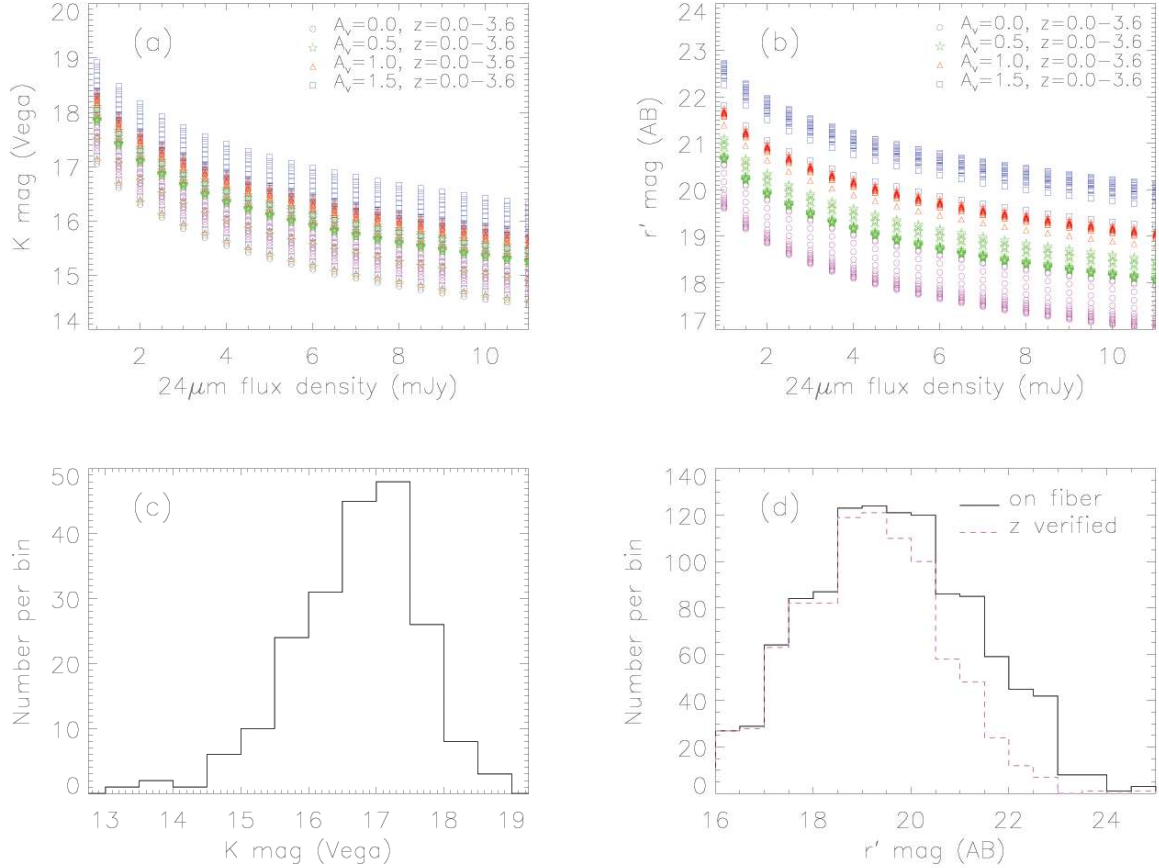 (a)
A_v=0.0, z=0.0−3.6
A_v=0.5, z=0.0−3.6
A_v=1.0, z=0.0−3.6
A_v=1.5, z=0.0−3.6
20
19
18
17
16
15
14
K mag (Vega)
2
4
6
8
10
24μm flux density (mJy)
(b)
A_v=0.0, z=0.0−3.6
A_v=0.5, z=0.0−3.6
A_v=1.0, z=0.0−3.6
A_v=1.5, z=0.0−3.6
24
23
22
21
20
19
18
17
r' mag (AB)
2
4
6
8
10
24μm flux density (mJy)
(c)
50
40
30
20
10
0
Number per bin
13
14
15
16
17
18
19
K mag (Vega)
(d)
on fiber
z verified
140
120
100
80
60
40
20
0
Number per bin
16
18
20
22
24
r' mag (AB)